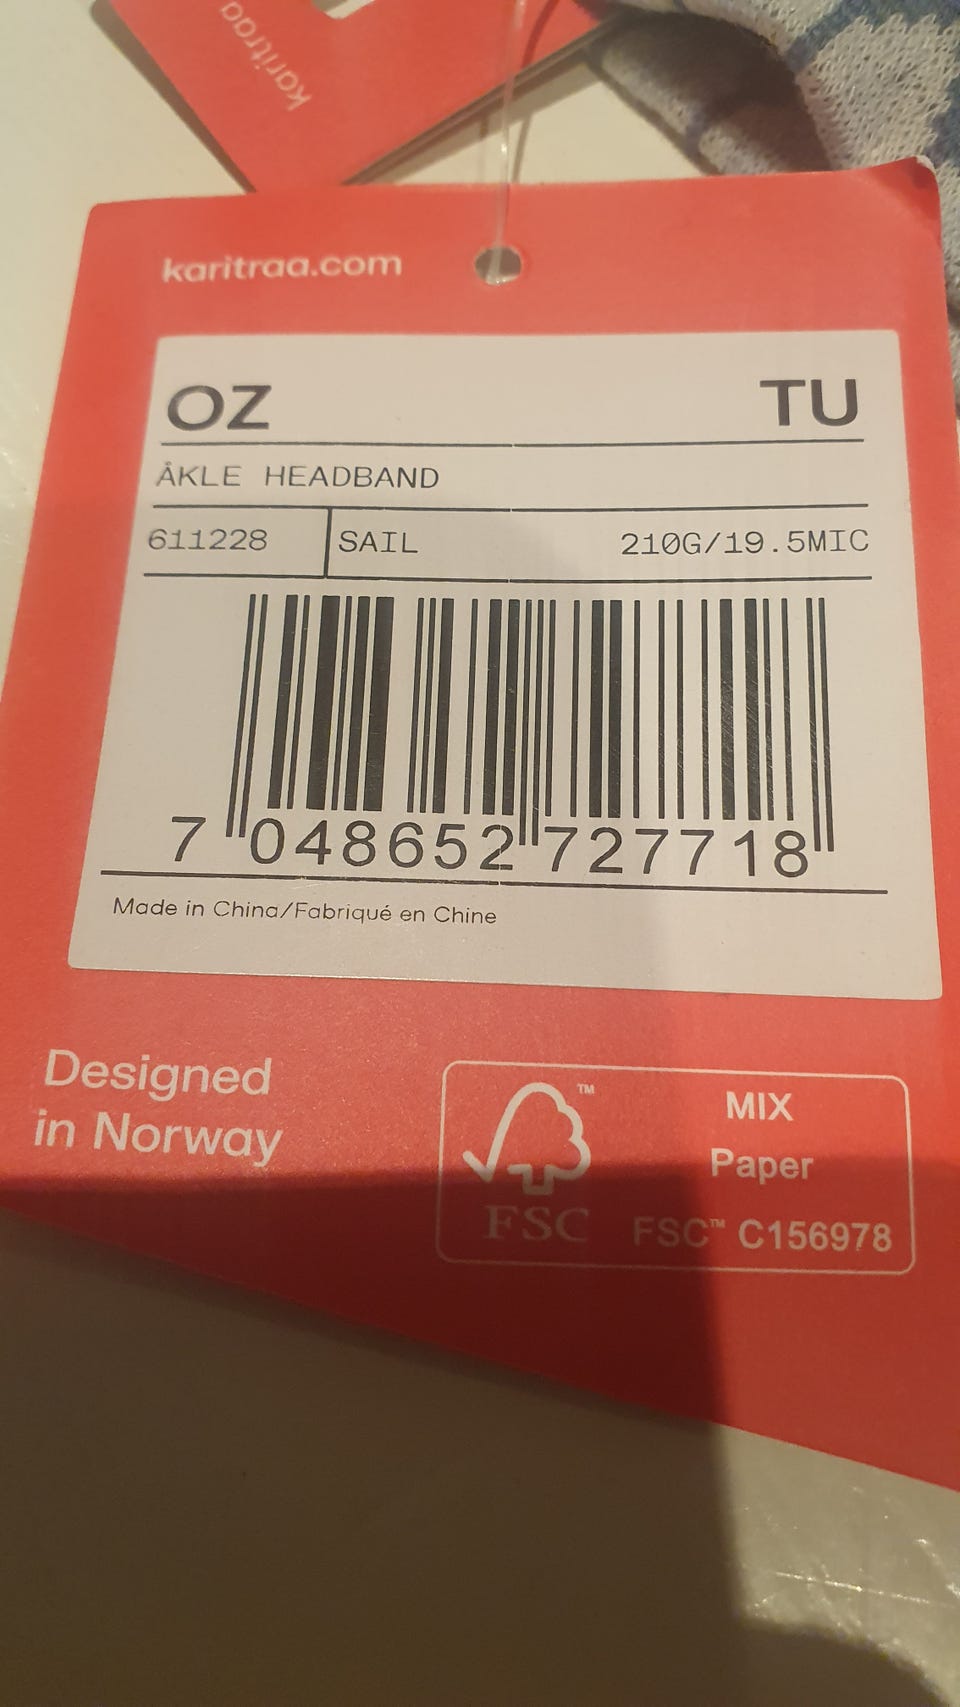 karitraa
karitraa.com
OZ TU
ÅKLE HEADBAND
611228 SAIL 210G/19.5MIC
7 048652 727718
Made in China/Fabriqué en Chine
Designed
in Norway
™
MIX
Paper
FSC
FSC™ C156978